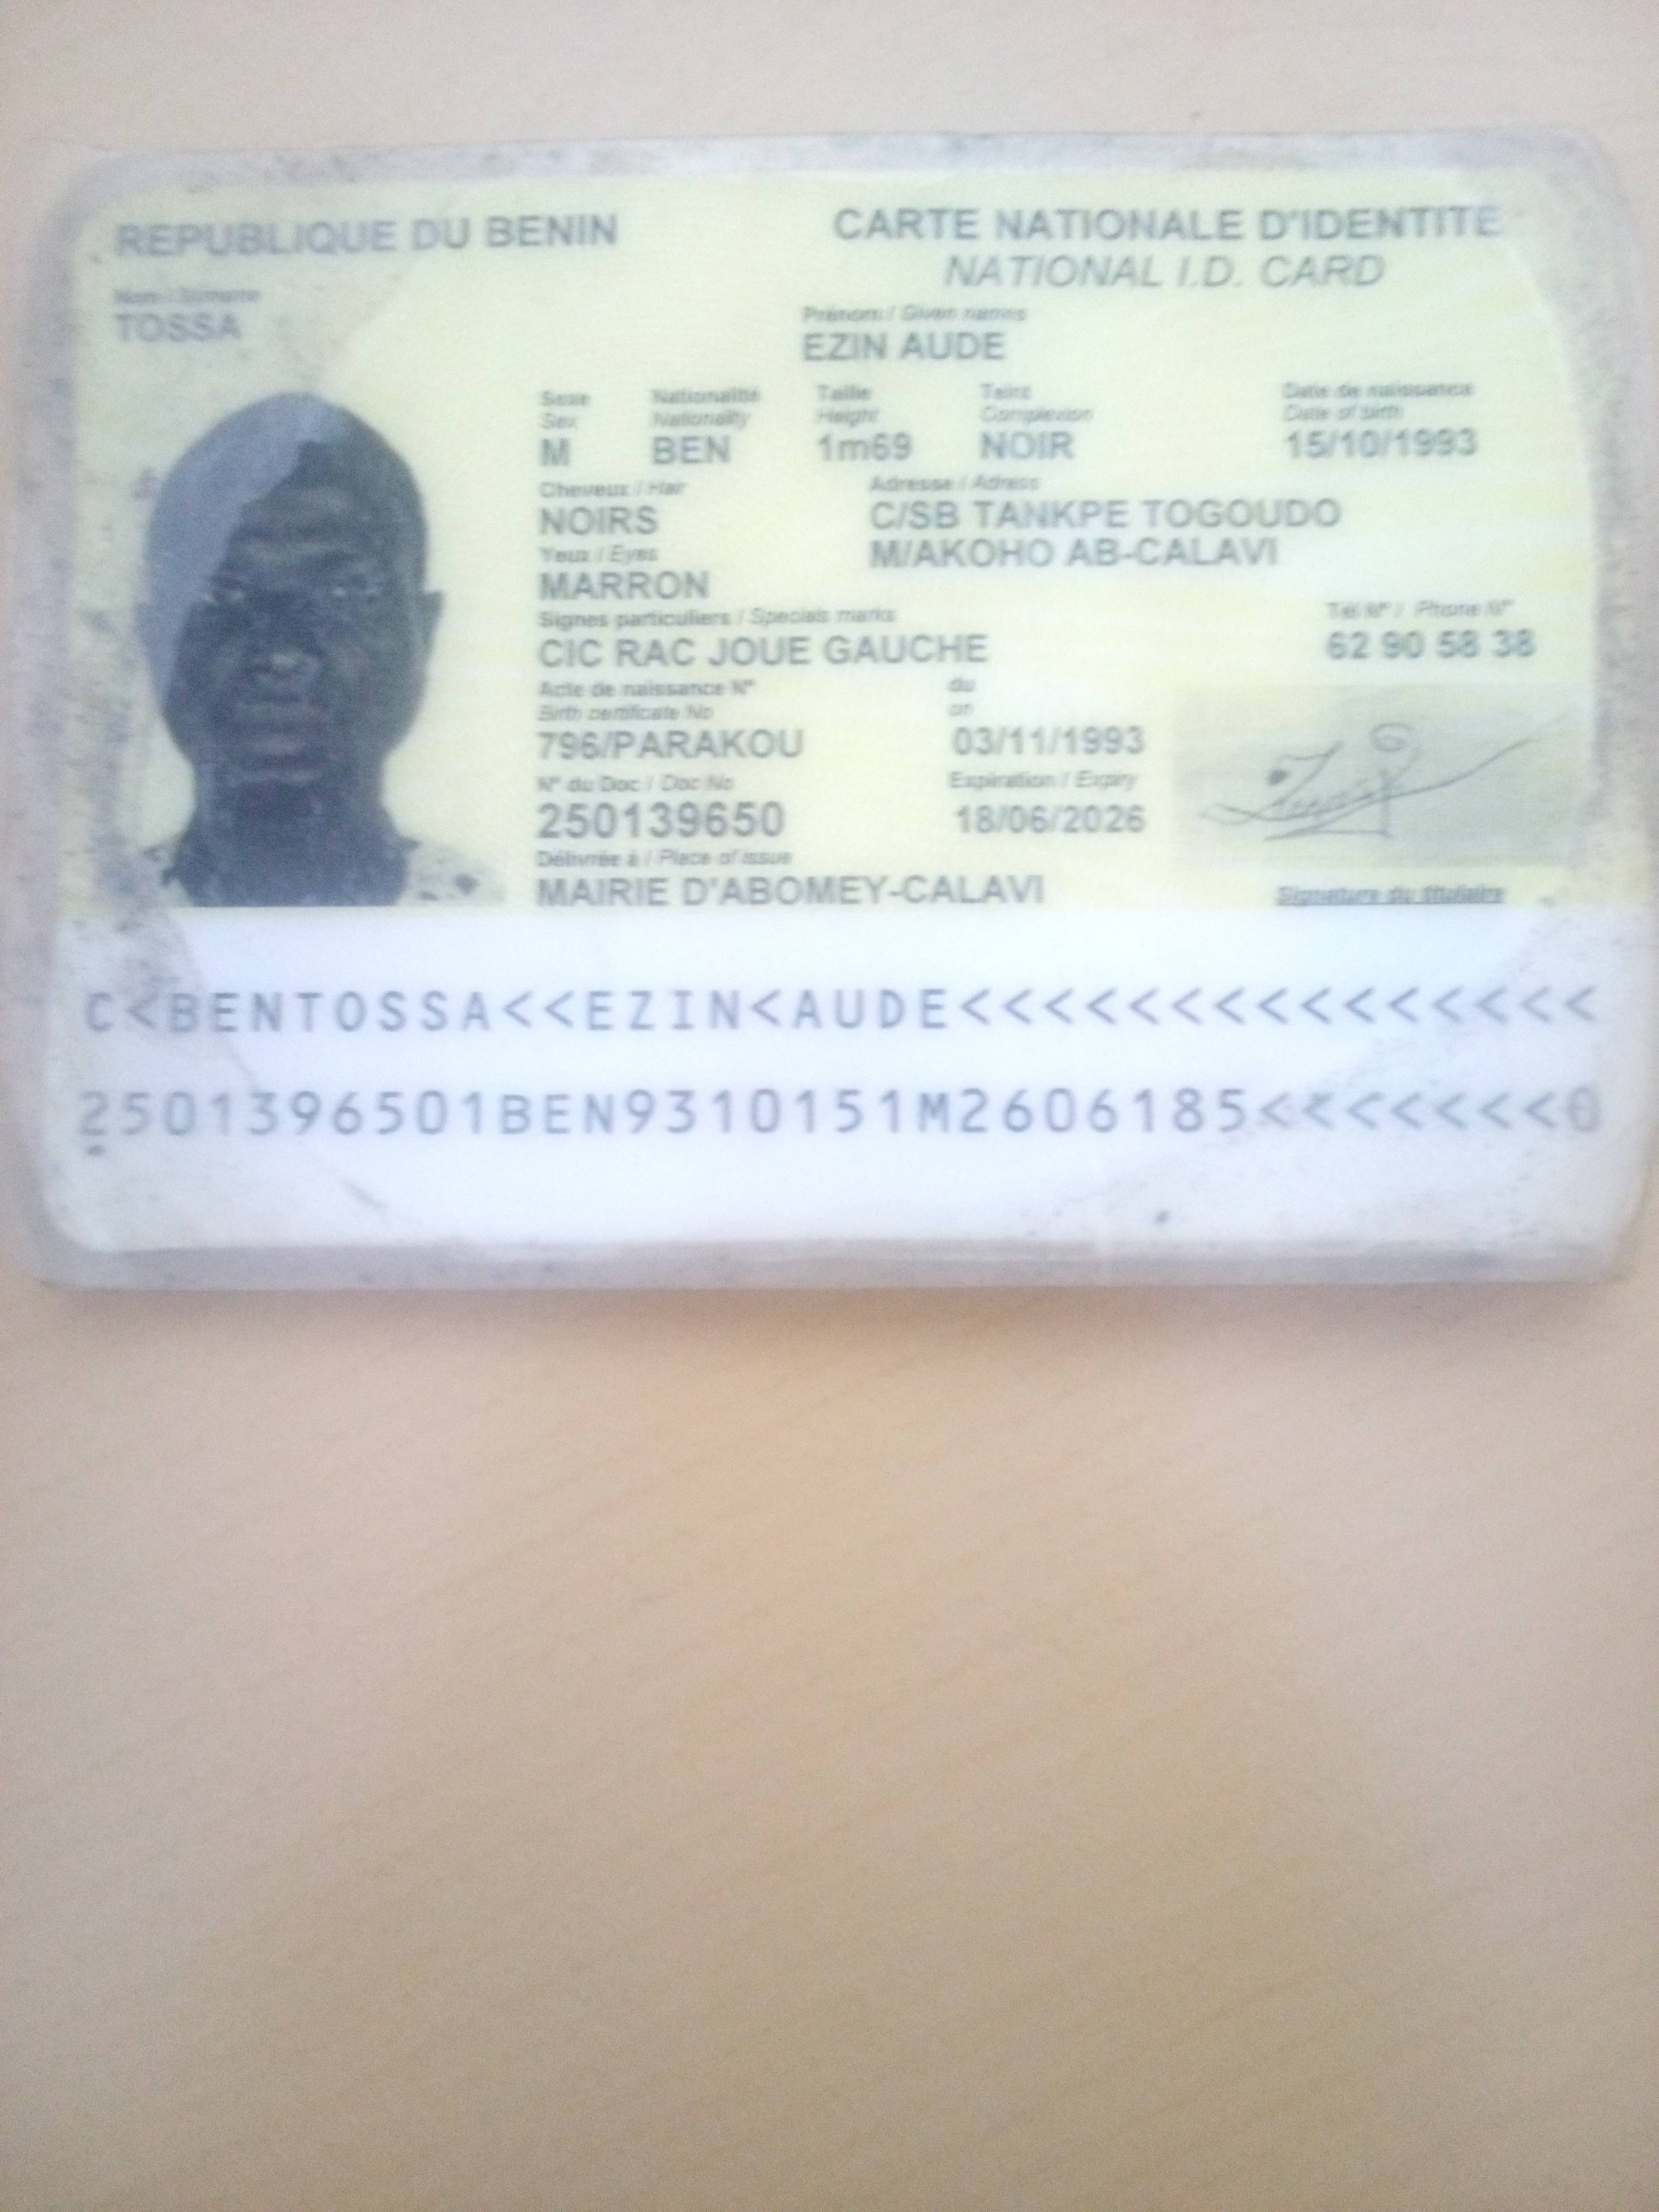 REPUBLIQUE DU BENIN
CARTE NATIONALE D'IDENTITE
NATIONAL I.D. CARD
Nom / Surname
TOSSA
Prénom / Given names
EZIN AUDE
Sexe Nationalité Taille Teint Date de naissance
Sex Nationality Height Complexion Date of birth
M BEN 1m69 NOIR 15/10/1993
Cheveux / Hair Adresse / Adress
NOIRS C/SB TANKPE TOGOUDO
Yeux / Eyes M/AKOHO AB-CALAVI
MARRON
Signes particuliers / Specials marks Tél N° / Phone N°
CIC RAC JOUE GAUCHE 62 90 58 38
Acte de naissance N° du
Birth certificate No on
796/PARAKOU 03/11/1993
N° du Doc / Doc No Expiration / Expiry
250139650 18/06/2026
Délivrée à / Place of issue
MAIRIE D'ABOMEY-CALAVI Signature du titulaire
C<BENTOSSA<<EZIN<AUDE<<<<<<<<<<<<<<<
2501396501BEN9310151M2606185<<<<<<<0